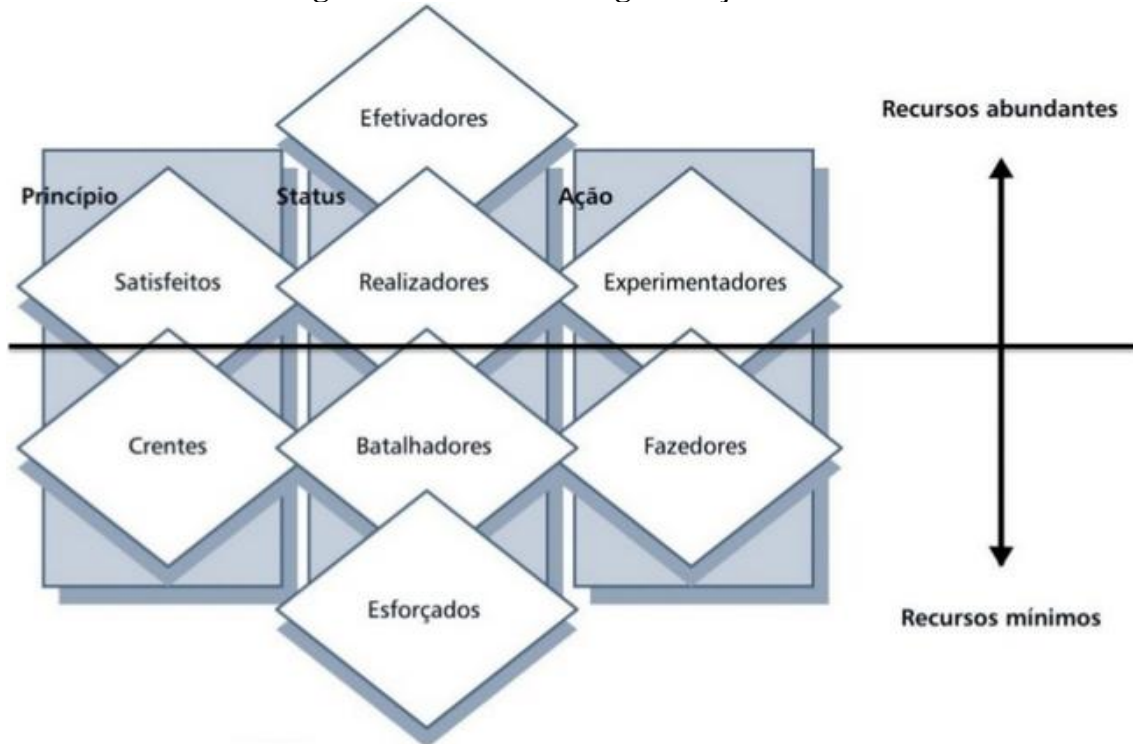 Efetivadores
Recursos abundantes
Princípio
Status
Ação
Satisfeitos
Realizadores
Experimentadores
Crentes
Batalhadores
Fazedores
Esforçados
Recursos mínimos